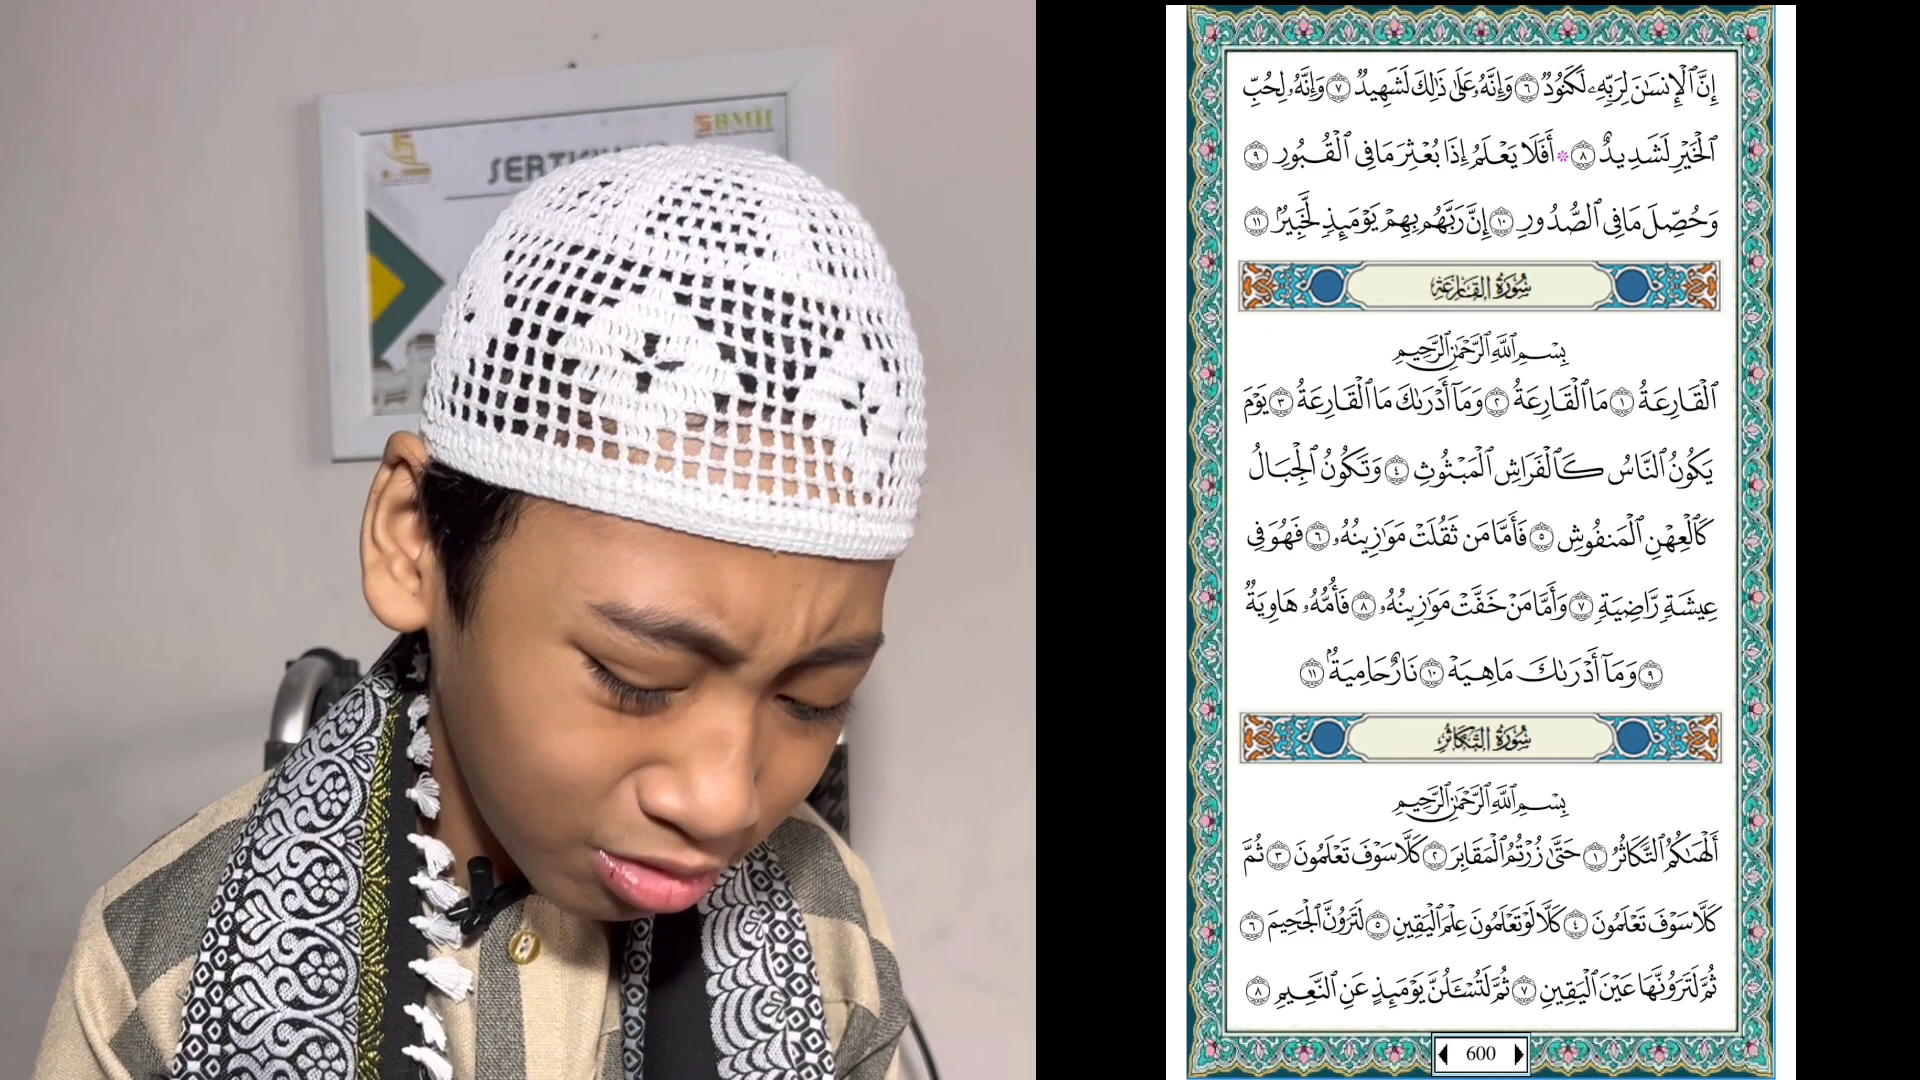 SBMH
SERTI
إِنَّ ٱلْإِنسَٰنَ لِرَبِّهِۦ لَكَنُودٌ ٦ وَإِنَّهُۥ عَلَىٰ ذَٰلِكَ لَشَهِيدٌ ٧ وَإِنَّهُۥ لِحُبِّ
ٱلْخَيْرِ لَشَدِيدٌ ٨ * أَفَلَا يَعْلَمُ إِذَا بُعْثِرَ مَا فِى ٱلْقُبُورِ ٩
وَحُصِّلَ مَا فِى ٱلصُّدُورِ ١٠ إِنَّ رَبَّهُم بِهِمْ يَوْمَئِذٍ لَّخَبِيرٌۢ ١١
سُورَةُ القَارِعَةِ
بِسْمِ ٱللَّهِ ٱلرَّحْمَٰنِ ٱلرَّحِيمِ
ٱلْقَارِعَةُ ١ مَا ٱلْقَارِعَةُ ٢ وَمَآ أَدْرَىٰكَ مَا ٱلْقَارِعَةُ ٣ يَوْمَ
يَكُونُ ٱلنَّاسُ كَٱلْفَرَاشِ ٱلْمَبْثُوثِ ٤ وَتَكُونُ ٱلْجِبَالُ
كَٱلْعِهْنِ ٱلْمَنفُوشِ ٥ فَأَمَّا مَن ثَقُلَتْ مَوَٰزِينُهُۥ ٦ فَهُوَ فِى
عِيشَةٍ رَّاضِيَةٍ ٧ وَأَمَّا مَنْ خَفَّتْ مَوَٰزِينُهُۥ ٨ فَأُمُّهُۥ هَاوِيَةٌ
٩ وَمَآ أَدْرَىٰكَ مَا هِيَهْ ١٠ نَارٌ حَامِيَةٌۢ ١١
سُورَةُ التَّكَاثُرِ
بِسْمِ ٱللَّهِ ٱلرَّحْمَٰنِ ٱلرَّحِيمِ
أَلْهَىٰكُمُ ٱلتَّكَاثُرُ ١ حَتَّىٰ زُرْتُمُ ٱلْمَقَابِرَ ٢ كَلَّا سَوْفَ تَعْلَمُونَ ٣ ثُمَّ
كَلَّا سَوْفَ تَعْلَمُونَ ٤ كَلَّا لَوْ تَعْلَمُونَ عِلْمَ ٱلْيَقِينِ ٥ لَتَرَوُنَّ ٱلْجَحِيمَ ٦
ثُمَّ لَتَرَوُنَّهَا عَيْنَ ٱلْيَقِينِ ٧ ثُمَّ لَتُسْـَٔلُنَّ يَوْمَئِذٍ عَنِ ٱلنَّعِيمِ ٨
600